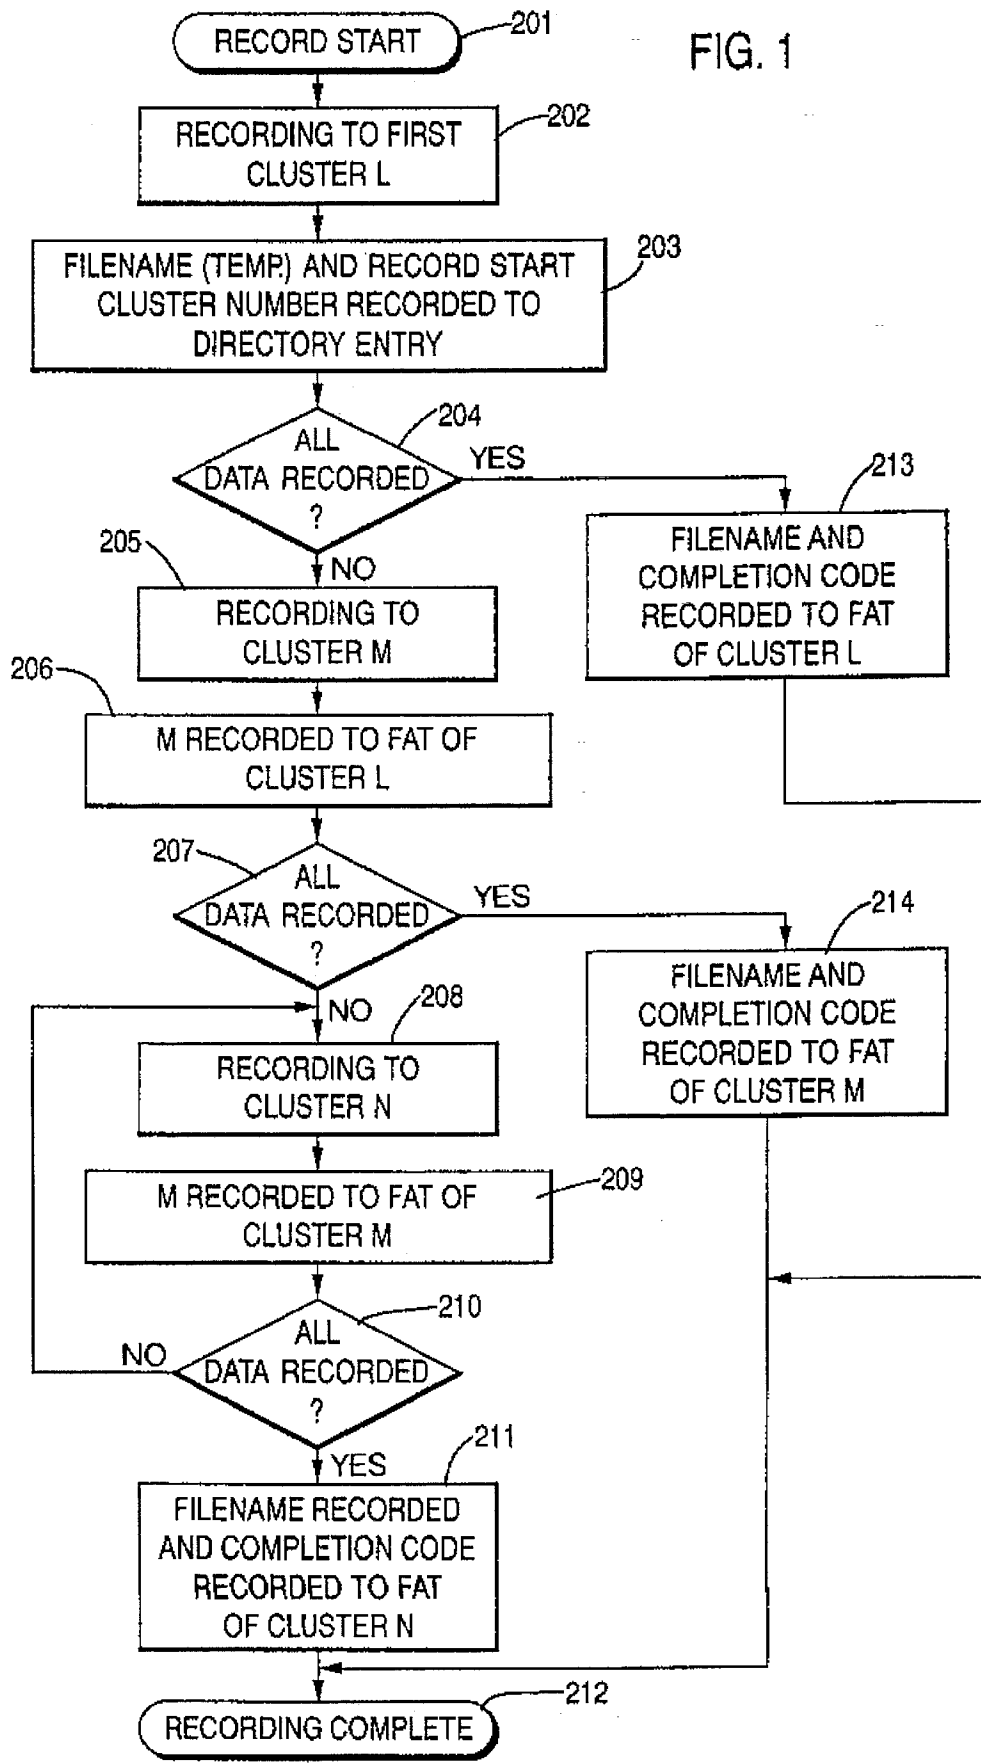 FIG. 1
RECORD START
201
RECORDING TO FIRST
CLUSTER L
202
FILENAME (TEMP.) AND RECORD START
CLUSTER NUMBER RECORDED TO
DIRECTORY ENTRY
203
ALL
DATA RECORDED
?
204
YES
NO
213
FILENAME AND
COMPLETION CODE
RECORDED TO FAT
OF CLUSTER L
205
RECORDING TO
CLUSTER M
206
M RECORDED TO FAT OF
CLUSTER L
207
ALL
DATA RECORDED
?
YES
NO
214
FILENAME AND
COMPLETION CODE
RECORDED TO FAT
OF CLUSTER M
208
RECORDING TO
CLUSTER N
209
M RECORDED TO FAT OF
CLUSTER M
210
ALL
DATA RECORDED
?
NO
YES
211
FILENAME RECORDED
AND COMPLETION CODE
RECORDED TO FAT
OF CLUSTER N
212
RECORDING COMPLETE